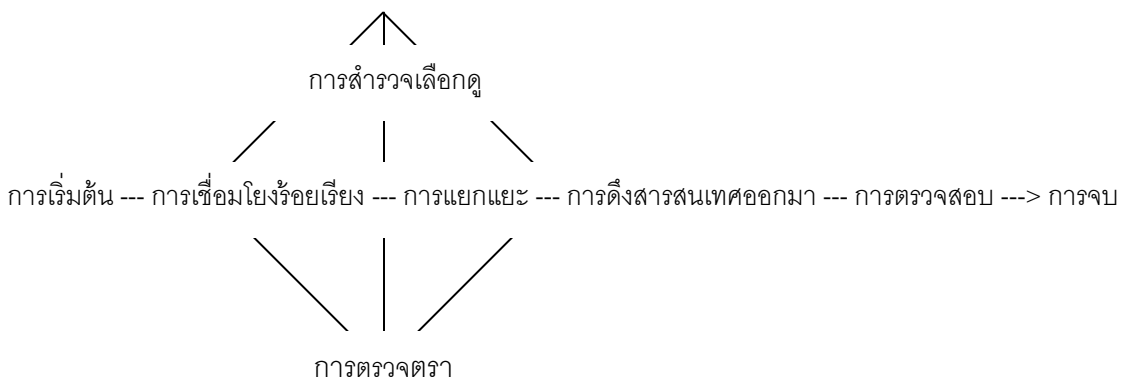 การสำรวจเลือกดู
การเริ่มต้น --- การเชื่อมโยงร้อยเรียง --- การแยกแยะ --- การดึงสารสนเทศออกมา --- การตรวจสอบ ---> การจบ
การตรวจตรา